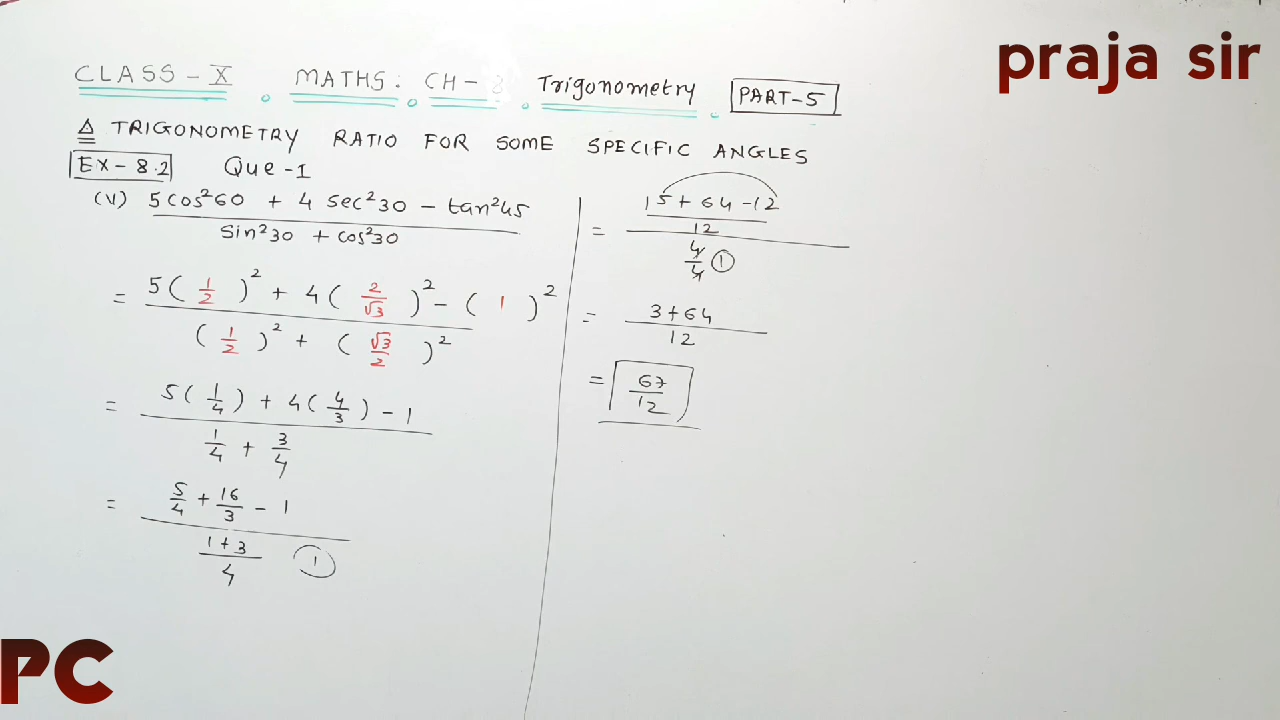 praja sir
CLASS - X . MATHS: CH - 8 . Trigonometry . PART-5
∆ TRIGONOMETRY RATIO FOR SOME SPECIFIC ANGLES
EX - 8.2 Que - I
(V) 5cos²60 + 4 sec²30 - tan²45
sin²30 + cos²30
= 5(1/2)² + 4(2/√3)² - (1)²
(1/2)² + (√3/2)²
= 5(1/4) + 4(4/3) - 1
1/4 + 3/4
= 5/4 + 16/3 - 1
1+3
4 ①
= 15 + 64 - 12
12
4/4 ①
= 3+64
12
= 67
12
PC